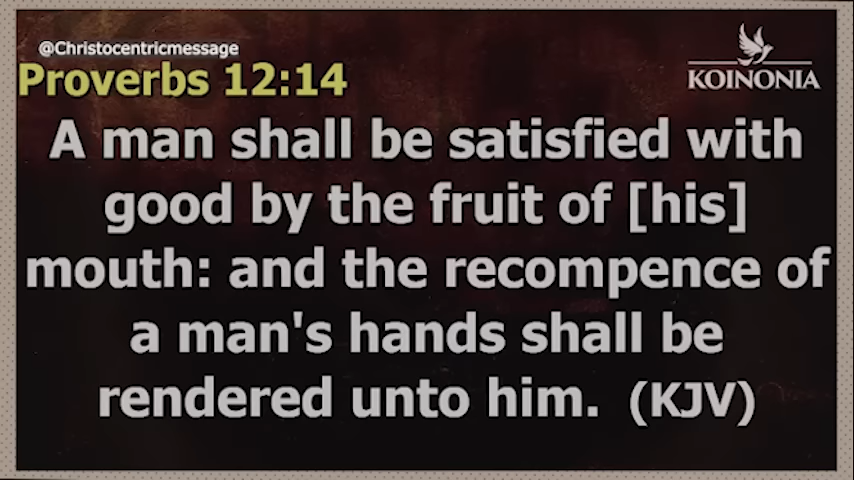 @Christocentricmessage
KOINONIA
Proverbs 12:14
A man shall be satisfied with
good by the fruit of [his]
mouth: and the recompence of
a man's hands shall be
rendered unto him. (KJV)